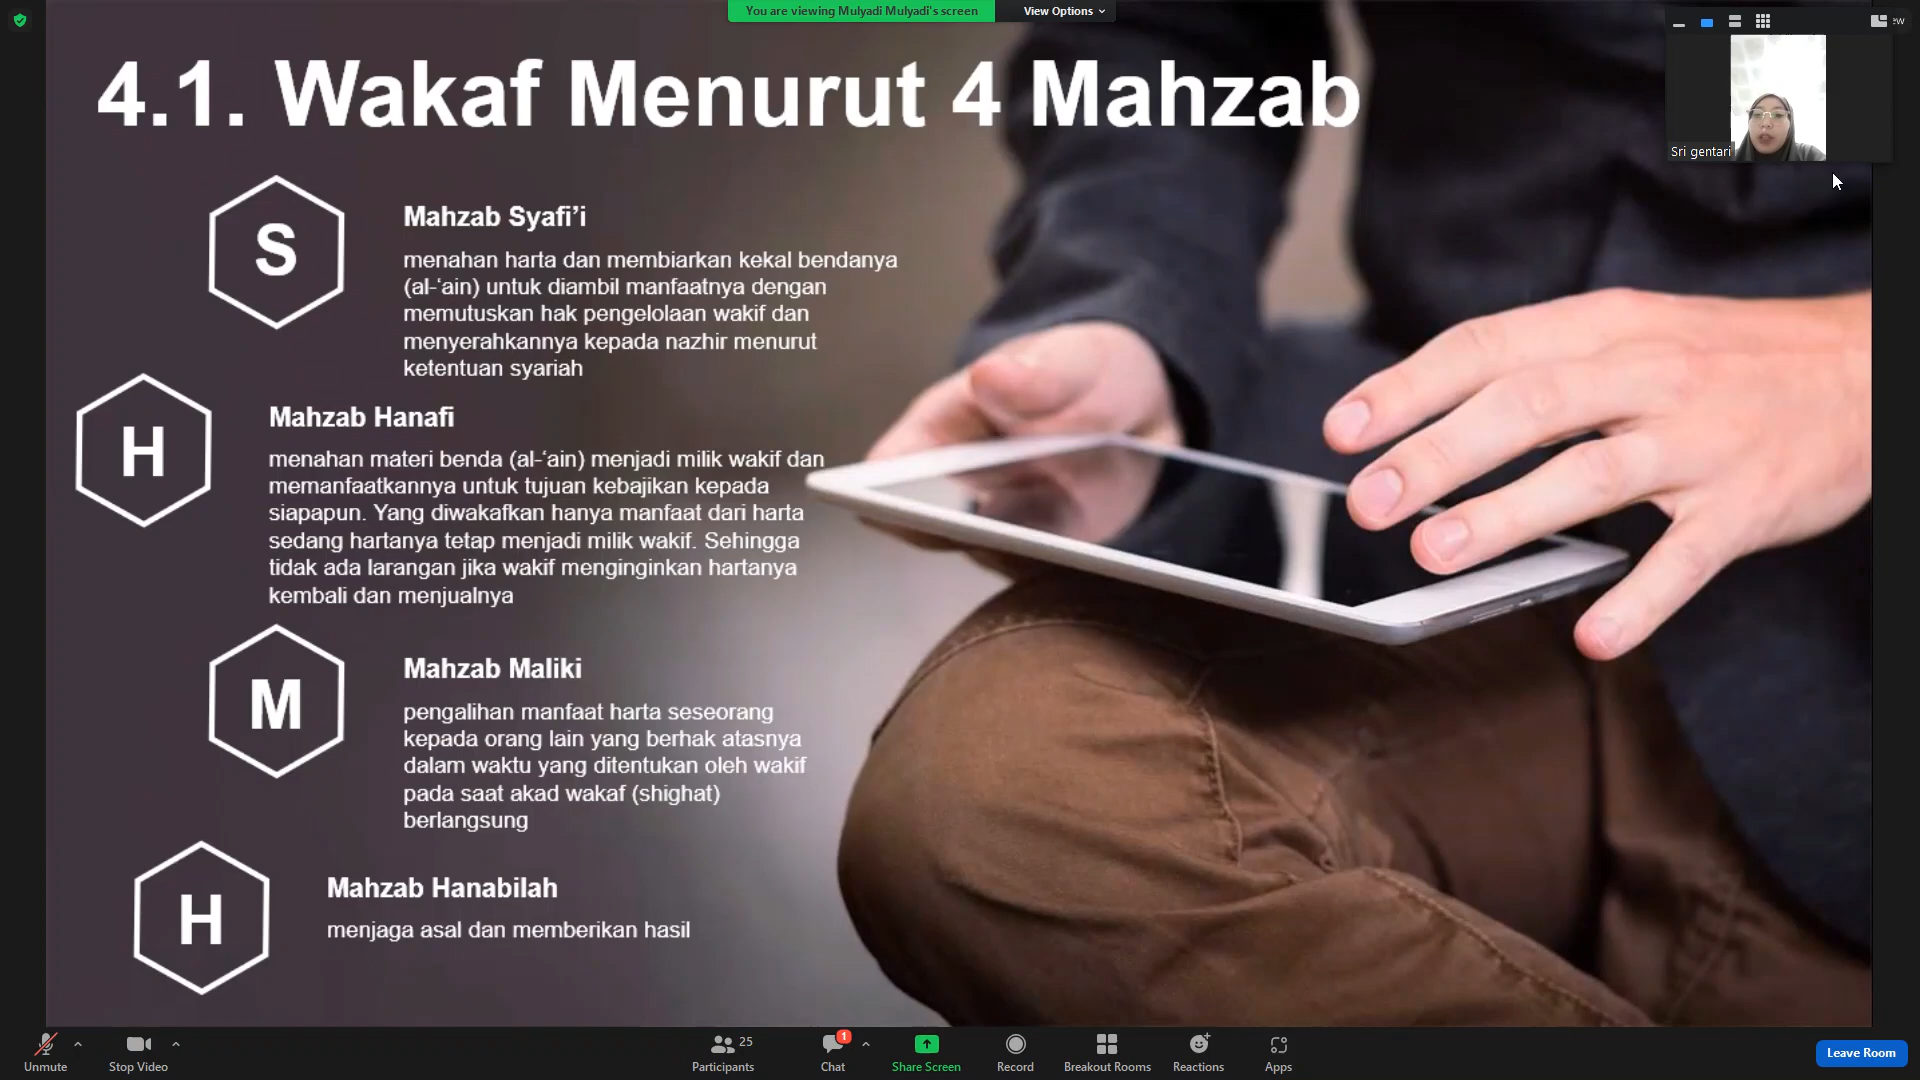 You are viewing Mulyadi Mulyadi's screen
View Options
ew
Sri gentari
4.1. Wakaf Menurut 4 Mahzab
S
Mahzab Syafi’i
menahan harta dan membiarkan kekal bendanya
(al-‘ain) untuk diambil manfaatnya dengan
memutuskan hak pengelolaan wakif dan
menyerahkannya kepada nazhir menurut
ketentuan syariah
H
Mahzab Hanafi
menahan materi benda (al-‘ain) menjadi milik wakif dan
memanfaatkannya untuk tujuan kebajikan kepada
siapapun. Yang diwakafkan hanya manfaat dari harta
sedang hartanya tetap menjadi milik wakif. Sehingga
tidak ada larangan jika wakif menginginkan hartanya
kembali dan menjualnya
M
Mahzab Maliki
pengalihan manfaat harta seseorang
kepada orang lain yang berhak atasnya
dalam waktu yang ditentukan oleh wakif
pada saat akad wakaf (shighat)
berlangsung
H
Mahzab Hanabilah
menjaga asal dan memberikan hasil
Unmute
Stop Video
25
Participants
1
Chat
Share Screen
Record
Breakout Rooms
Reactions
Apps
Leave Room